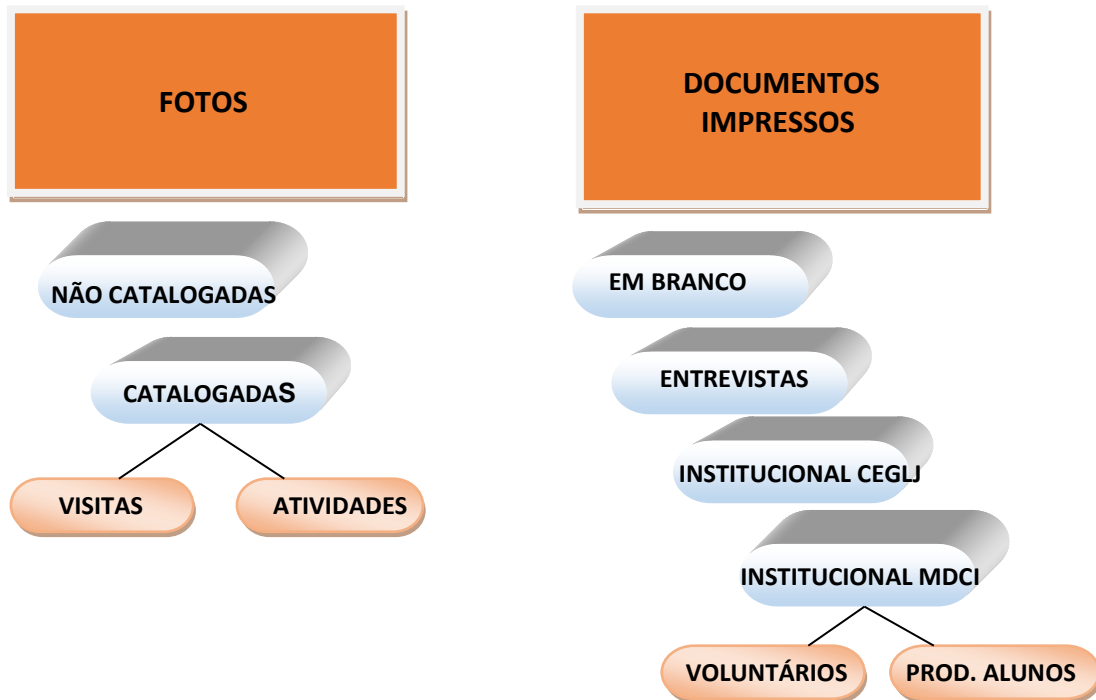 FOTOS
NÃO CATALOGADAS
CATALOGADAS
VISITAS
ATIVIDADES
DOCUMENTOS
IMPRESSOS
EM BRANCO
ENTREVISTAS
INSTITUCIONAL CEGLJ
INSTITUCIONAL MDCI
VOLUNTÁRIOS
PROD. ALUNOS